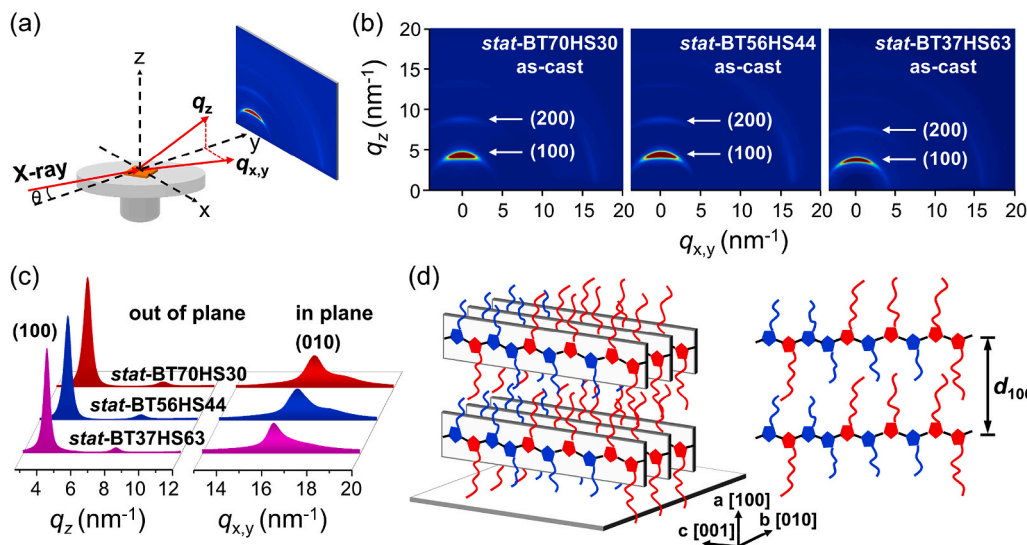 (a)
z
q_z
y
q_x,y
X-ray
θ
x
(b)
q_z (nm⁻¹)
20
15
10
5
0
stat-BT70HS30
as-cast
(200)
(100)
0 5 10 15 20
stat-BT56HS44
as-cast
(200)
(100)
0 5 10 15 20
stat-BT37HS63
as-cast
(200)
(100)
0 5 10 15 20
q_x,y (nm⁻¹)
(c)
out of plane
in plane
(100)
(010)
stat-BT70HS30
stat-BT56HS44
stat-BT37HS63
4 6 8 10 12
14 16 18 20
q_z (nm⁻¹)
q_x,y (nm⁻¹)
(d)
d_100
a [100]
b [010]
c [001]